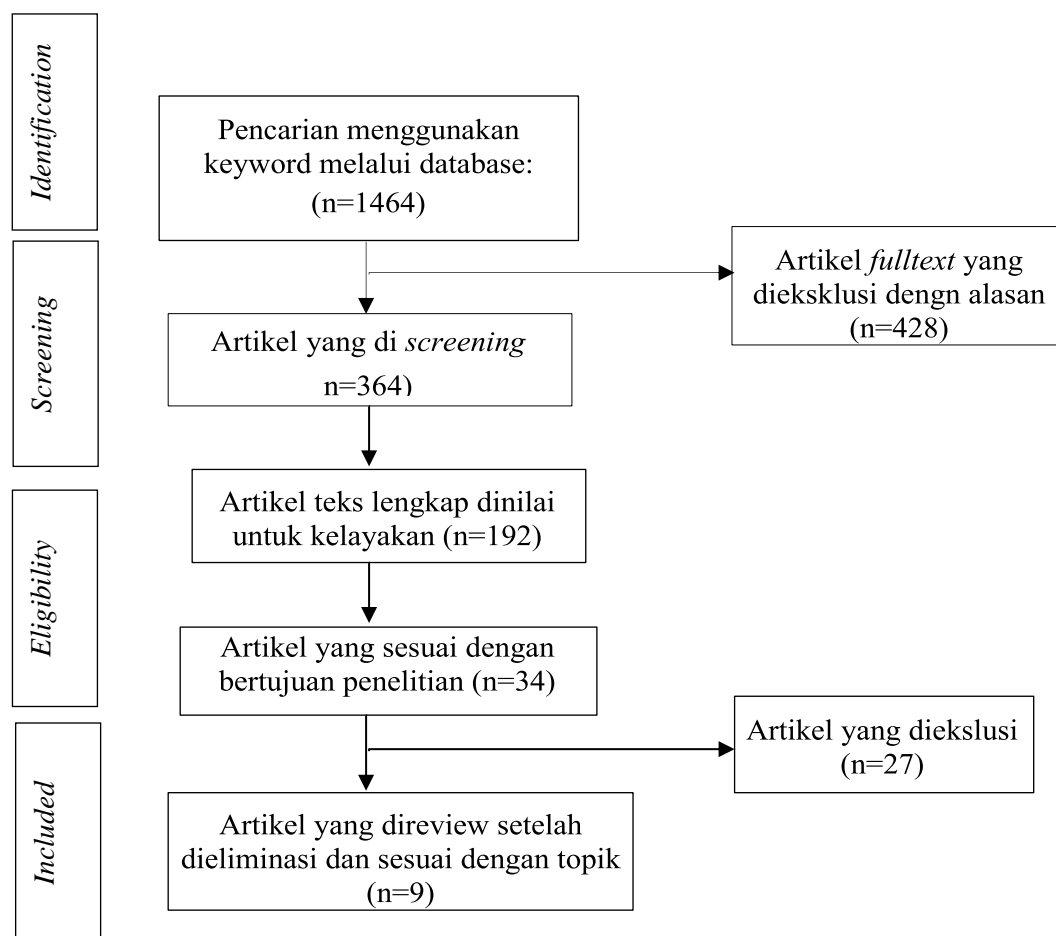 Identification
Pencarian menggunakan
keyword melalui database:
(n=1464)
Artikel fulltext yang
dieksklusi dengn alasan
(n=428)
Screening
Artikel yang di screening
n=364)
Artikel teks lengkap dinilai
untuk kelayakan (n=192)
Eligibility
Artikel yang sesuai dengan
bertujuan penelitian (n=34)
Artikel yang diekslusi
(n=27)
Included
Artikel yang direview setelah
dieliminasi dan sesuai dengan topik
(n=9)